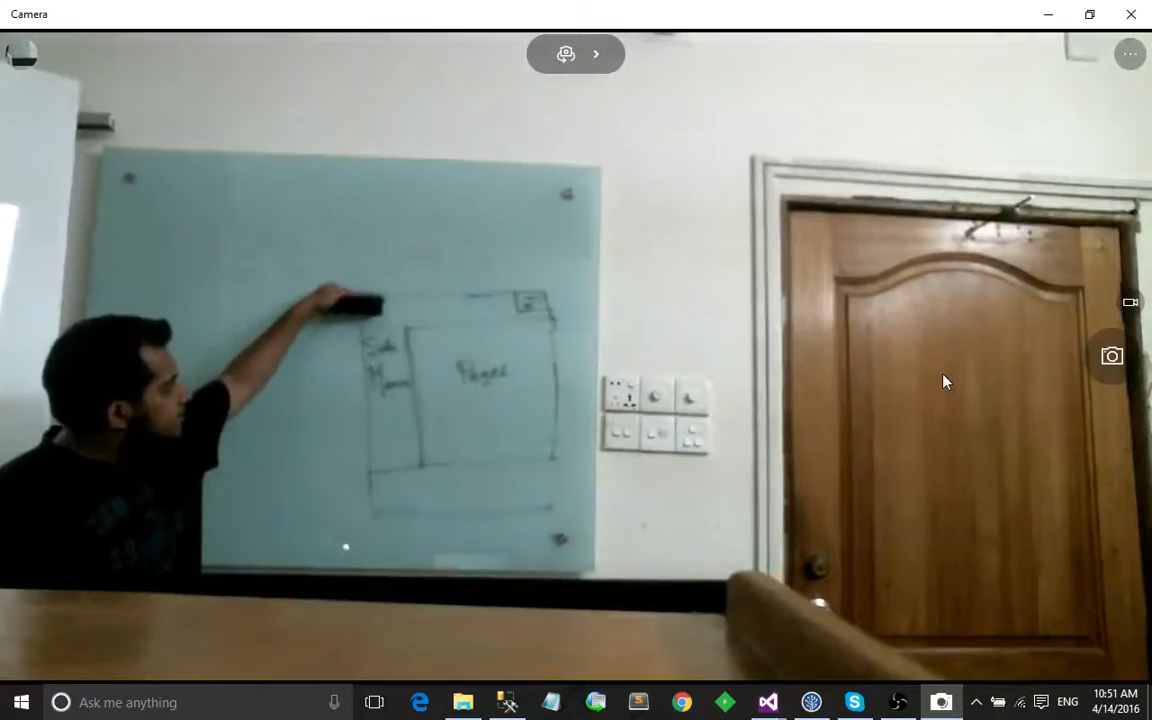 Camera
Side
Menu
Pages
Ask me anything
ENG
10:51 AM
4/14/2016